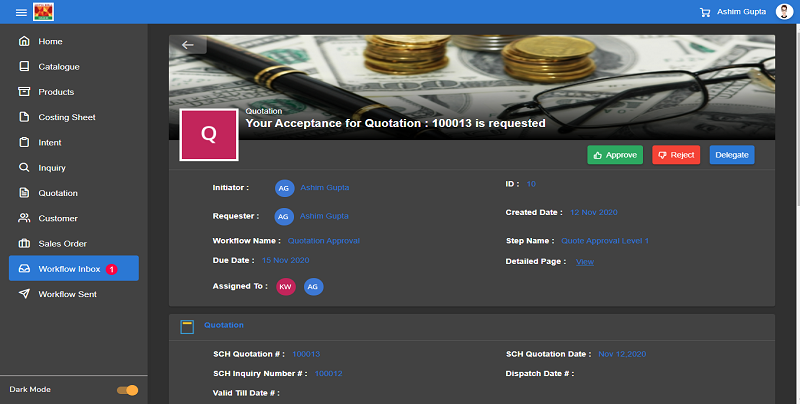 Ashim Gupta
Home
Catalogue
Products
Costing Sheet
Intent
Inquiry
Quotation
Customer
Sales Order
Workflow Inbox 1
Workflow Sent
Dark Mode
Q
Quotation
Your Acceptance for Quotation : 100013 is requested
Approve Reject Delegate
Initiator : AG Ashim Gupta
ID : 10
Requester : AG Ashim Gupta
Created Date : 12 Nov 2020
Workflow Name : Quotation Approval
Step Name : Quote Approval Level 1
Due Date : 15 Nov 2020
Detailed Page : View
Assigned To : KW AG
Quotation
SCH Quotation # : 100013
SCH Quotation Date : Nov 12,2020
SCH Inquiry Number # : 100012
Dispatch Date # :
Valid Till Date # :